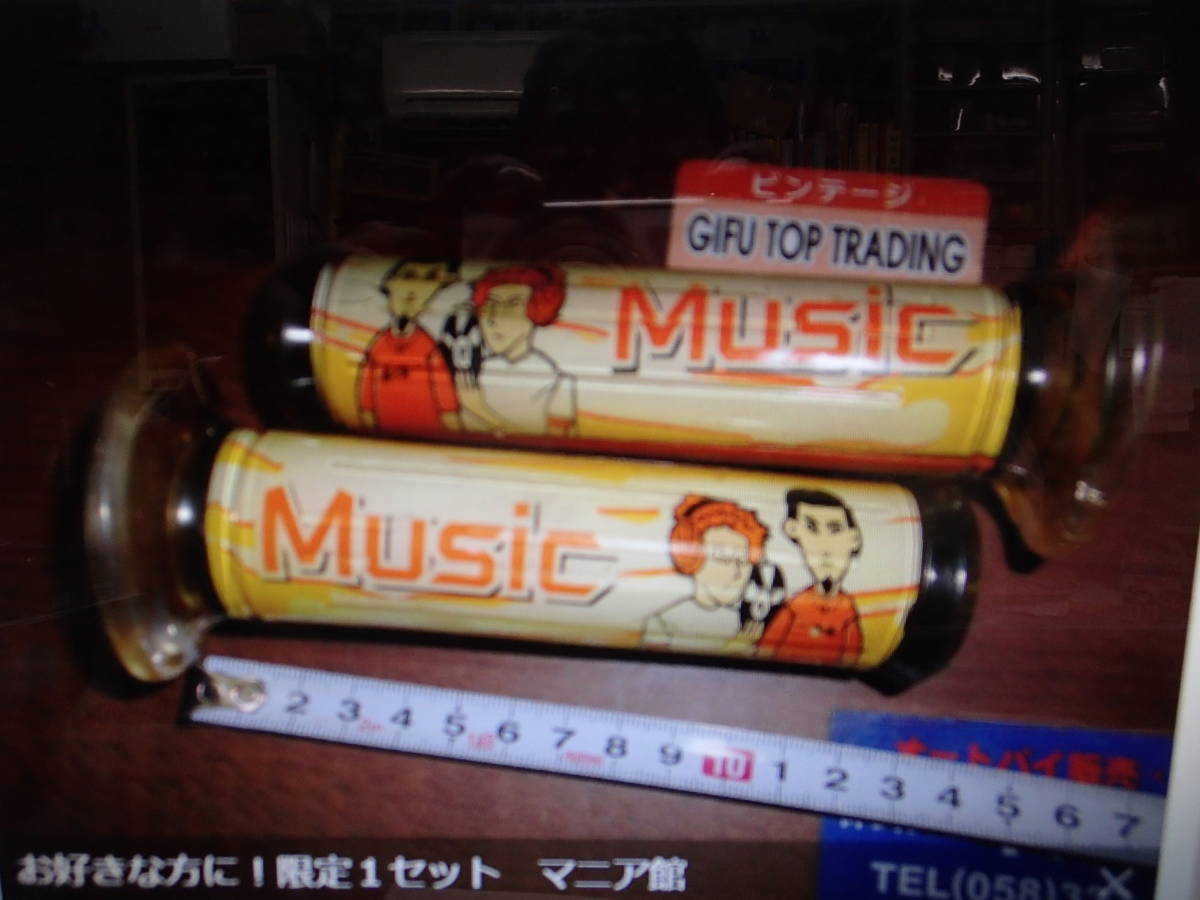 ビンテージ
GIFU TOP TRADING
Music
Music
2 3 4 5 6 7 8 9 10 1 2 3 4 5 6 7
オートバイ販売
TEL(058)
お好きな方に！限定１セット マニア館